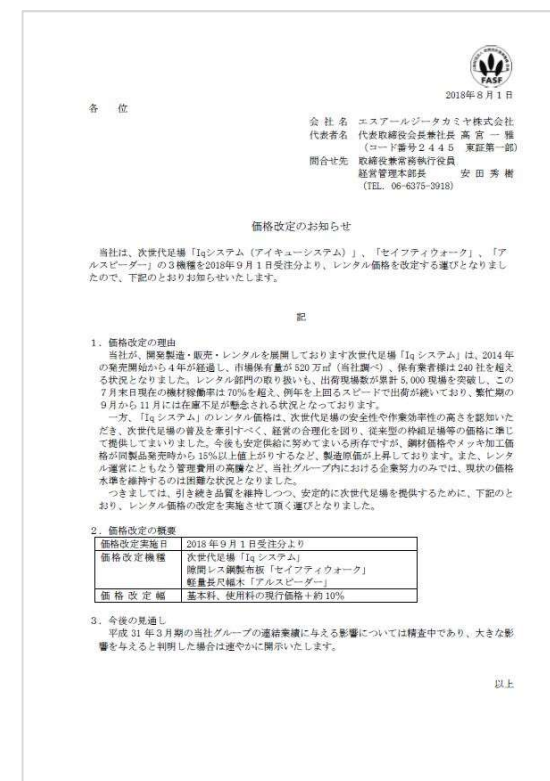 FASF
2018年8月1日
各 位
会 社 名 エスアールジータカミヤ株式会社
代表者名 代表取締役会長兼社長 髙 宮 一 雅
(コード番号2445 東証第一部)
問合せ先 取締役兼常務執行役員
経営管理本部長 安 田 秀 樹
(TEL. 06-6375-3918)
価格改定のお知らせ
当社は、次世代足場「Iqシステム(アイキューシステム)」、「セイフティウォーク」、「ア
ルスピーダー」の3機種を2018年9月1日受注分より、レンタル価格を改定する運びとなりまし
たので、下記のとおりお知らせいたします。
記
1.価格改定の理由
当社が、開発製造・販売・レンタルを展開しております次世代足場「Iq システム」は、2014 年
の発売開始から4年が経過し、市場保有量が 520 万㎡(当社調べ)、保有業者様は 240 社を超え
る状況となりました。レンタル部門の取り扱いも、出荷現場数が累計 5,000 現場を突破し、この
7月末日現在の機材稼働率は 70%を超え、例年を上回るスピードで出荷が続いており、繁忙期の
9月から 11 月には在庫不足が懸念される状況となっております。
一方、「Iq システム」のレンタル価格は、次世代足場の安全性や作業効率性の高さを認知いた
だき、次世代足場の普及を牽引すべく、経営の合理化を図り、従来型の枠組足場等の価格に準じ
て提供してまいりました。今後も安定供給に努めてまいる所存ですが、鋼材価格やメッキ加工価
格が同製品発売時から 15%以上値上がりするなど、製造原価が上昇しております。また、レンタ
ル運営にともなう管理費用の高騰など、当社グループ内における企業努力のみでは、現状の価格
水準を維持するのは困難な状況となりました。
つきましては、引き続き品質を維持しつつ、安定的に次世代足場を提供するために、下記のと
おり、レンタル価格の改定を実施させて頂く運びとなりました。
2.価格改定の概要
価格改定実施日 2018 年9月1日受注分より
価格改定機種 次世代足場「Iq システム」
隙間レス鋼製布板「セイフティウォーク」
軽量長尺幅木「アルスピーダー」
価 格 改 定 幅 基本料、使用料の現行価格+約 10%
3.今後の見通し
平成 31 年3月期の当社グループの連結業績に与える影響については精査中であり、大きな影
響を与えると判明した場合は速やかに開示いたします。
以上